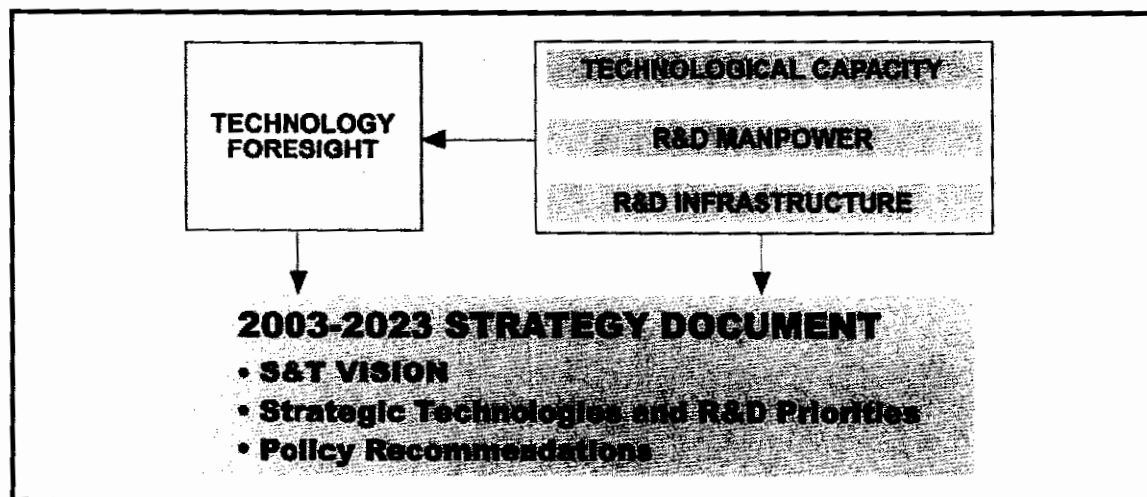 TECHNOLOGY
FORESIGHT
TECHNOLOGICAL CAPACITY
R&D MANPOWER
R&D INFRASTRUCTURE
2003-2023 STRATEGY DOCUMENT
• S&T VISION
• Strategic Technologies and R&D Priorities
• Policy Recommendations